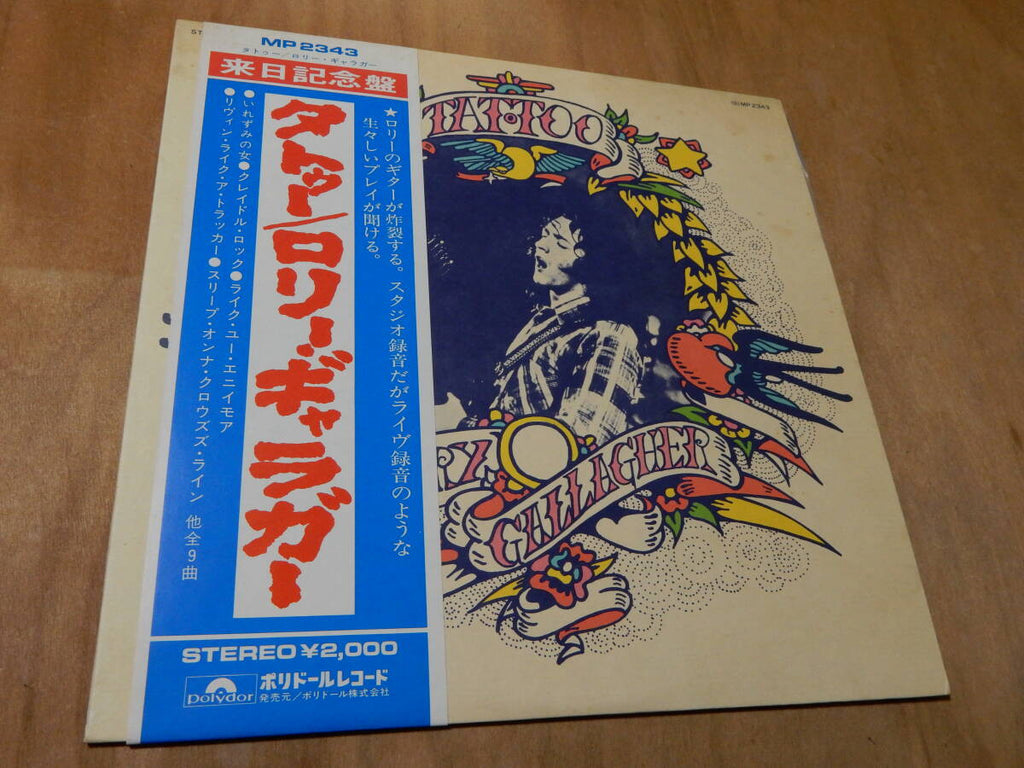 ST
MP 2343
タトゥー/ロリー・ギャラガー
来日記念盤
タトゥー/ロリー・ギャラガー
★ロリーのギターが炸裂する。スタジオ録音だがライヴ録音のような
生々しいプレイが聞ける。
●いれずみの女●クレイドル・ロック●ライク・ユー・エニイモア
●リヴィン・ライク・ア・トラッカー●スリープ・オンナ・クロウズズ・ライン 他全9曲
STEREO ¥2,000
polydor
ポリドールレコード
発売元/ポリドール株式会社
MP 2343
TATTOO
RY
GALLAGHER